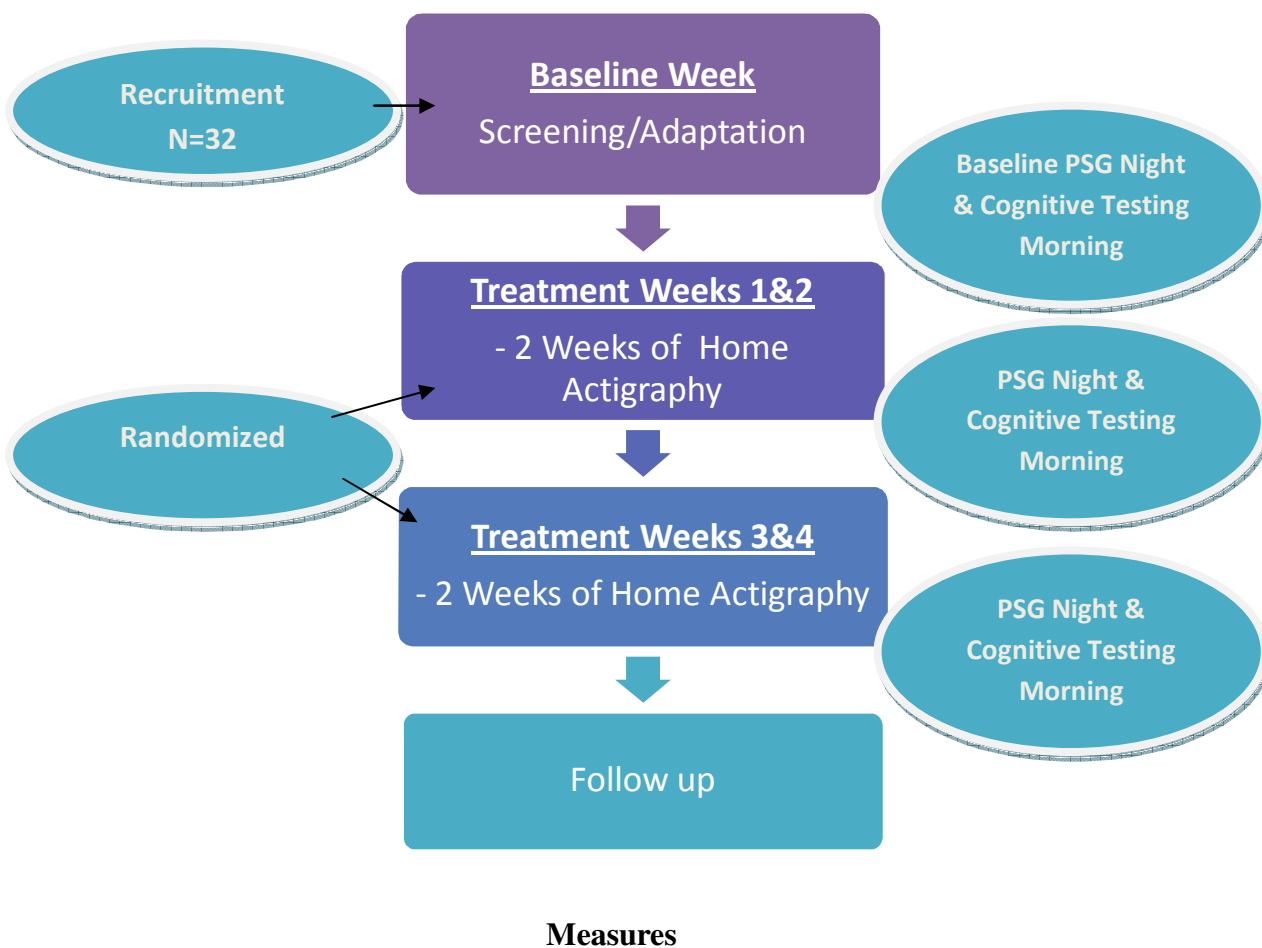 Recruitment
N=32
Baseline Week
Screening/Adaptation
Baseline PSG Night
& Cognitive Testing
Morning
Treatment Weeks 1&2
- 2 Weeks of Home
Actigraphy
PSG Night &
Cognitive Testing
Morning
Randomized
Treatment Weeks 3&4
- 2 Weeks of Home Actigraphy
PSG Night &
Cognitive Testing
Morning
Follow up
Measures